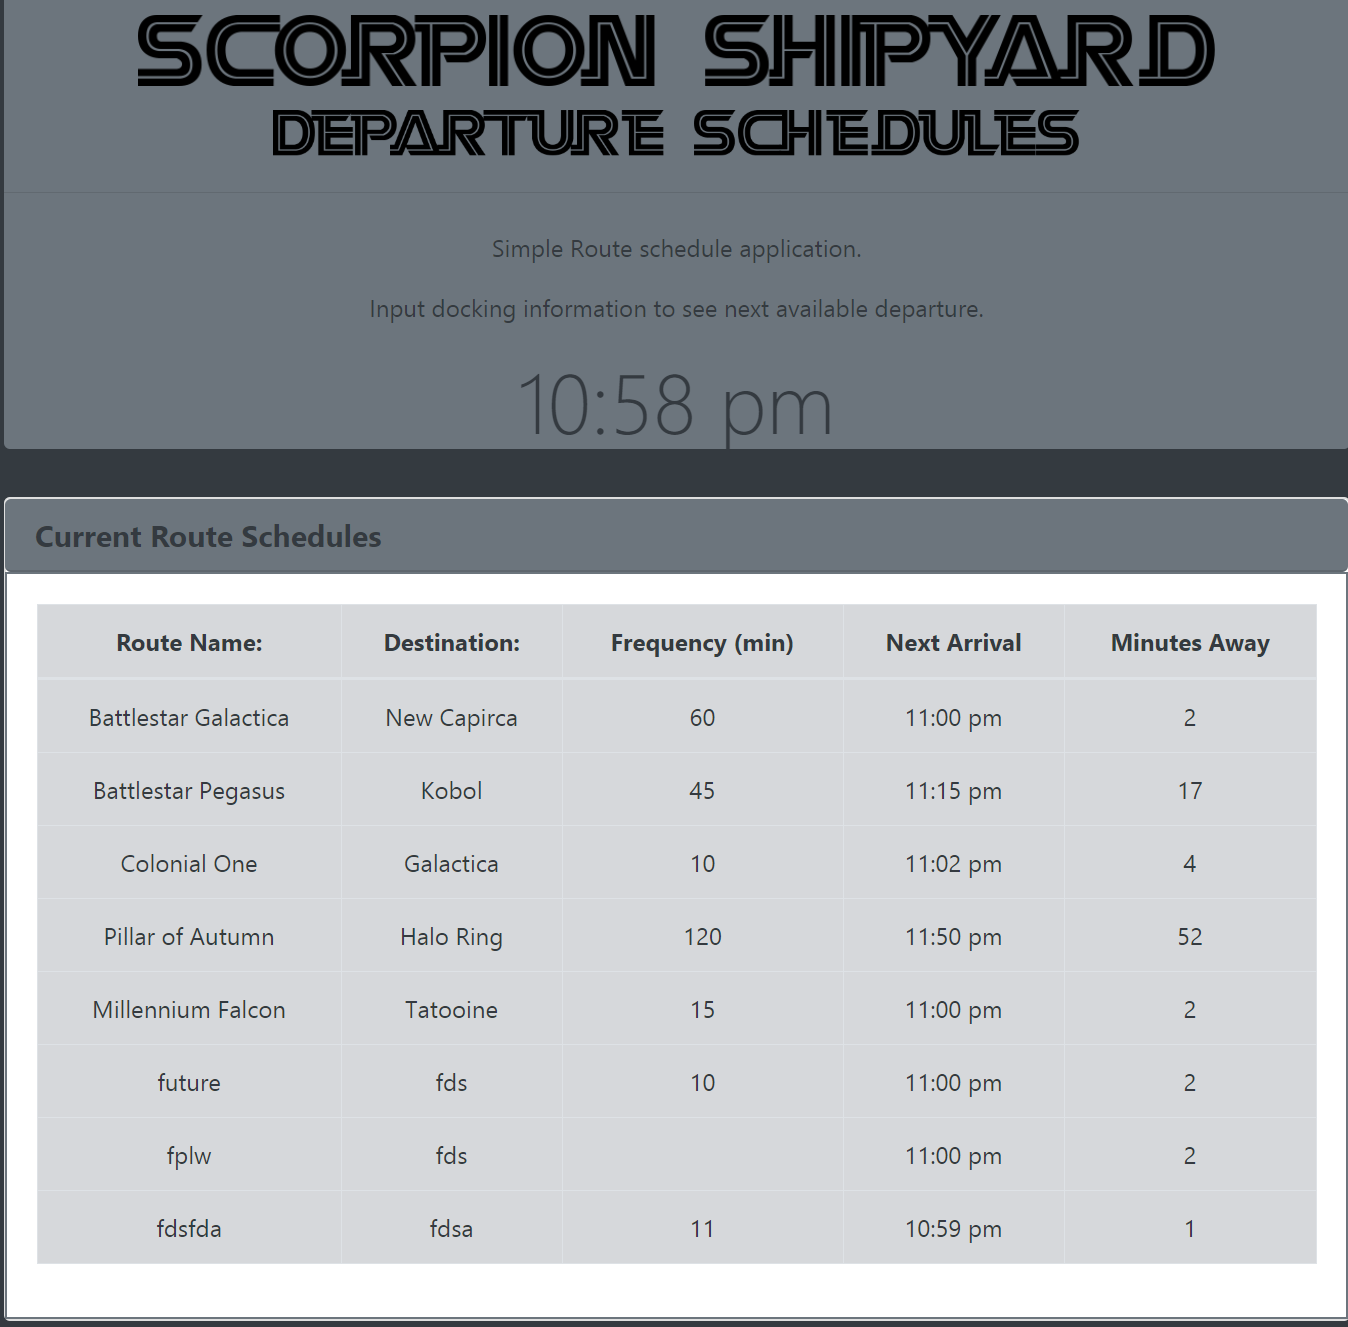 SCORPION SHIPYARD
DEPARTURE SCHEDULES
Simple Route schedule application.
Input docking information to see next available departure.
10:58 pm
Current Route Schedules
Route Name: Destination: Frequency (min) Next Arrival Minutes Away
Battlestar Galactica New Capirca 60 11:00 pm 2
Battlestar Pegasus Kobol 45 11:15 pm 17
Colonial One Galactica 10 11:02 pm 4
Pillar of Autumn Halo Ring 120 11:50 pm 52
Millennium Falcon Tatooine 15 11:00 pm 2
future fds 10 11:00 pm 2
fplw fds 11:00 pm 2
fdsfda fdsa 11 10:59 pm 1